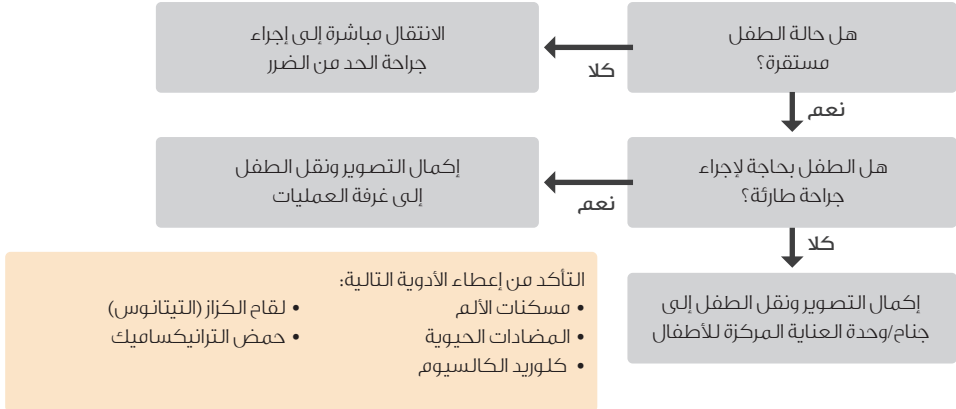 هل حالة الطفل
مستقرة؟
كلا
الانتقال مباشرة إلى إجراء
جراحة الحد من الضرر
نعم
هل الطفل بحاجة لإجراء
جراحة طارئة؟
نعم
إكمال التصوير ونقل الطفل
إلى غرفة العمليات
كلا
إكمال التصوير ونقل الطفل إلى
جناح/وحدة العناية المركزة للأطفال
التأكد من إعطاء الأدوية التالية:
• مسكنات الألم
• المضادات الحيوية
• كلوريد الكالسيوم
• لقاح الكزاز (التيتانوس)
• حمض الترانيكساميك